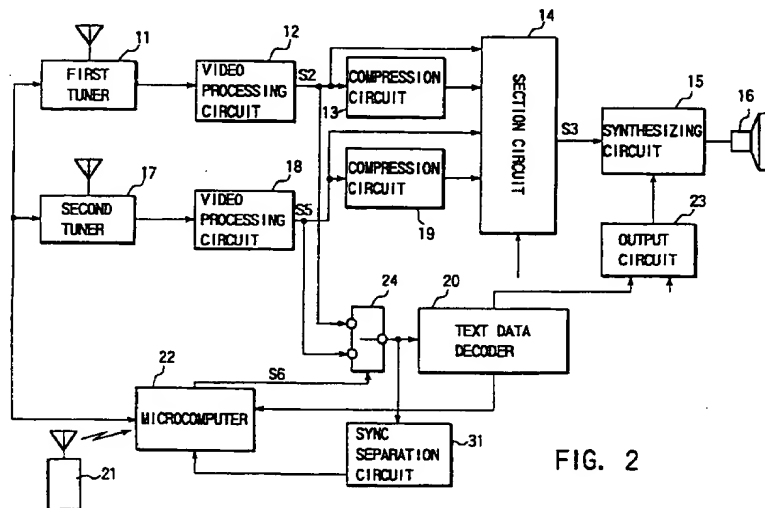 11
FIRST
TUNER
12
VIDEO
PROCESSING
CIRCUIT
S2
COMPRESSION
CIRCUIT
13
14
SECTION CIRCUIT
S3
15
SYNTHESIZING
CIRCUIT
16
17
SECOND
TUNER
18
VIDEO
PROCESSING
CIRCUIT
S5
COMPRESSION
CIRCUIT
19
23
OUTPUT
CIRCUIT
24
20
TEXT DATA
DECODER
22
S6
MICROCOMPUTER
21
SYNC
SEPARATION
CIRCUIT
31
FIG. 2